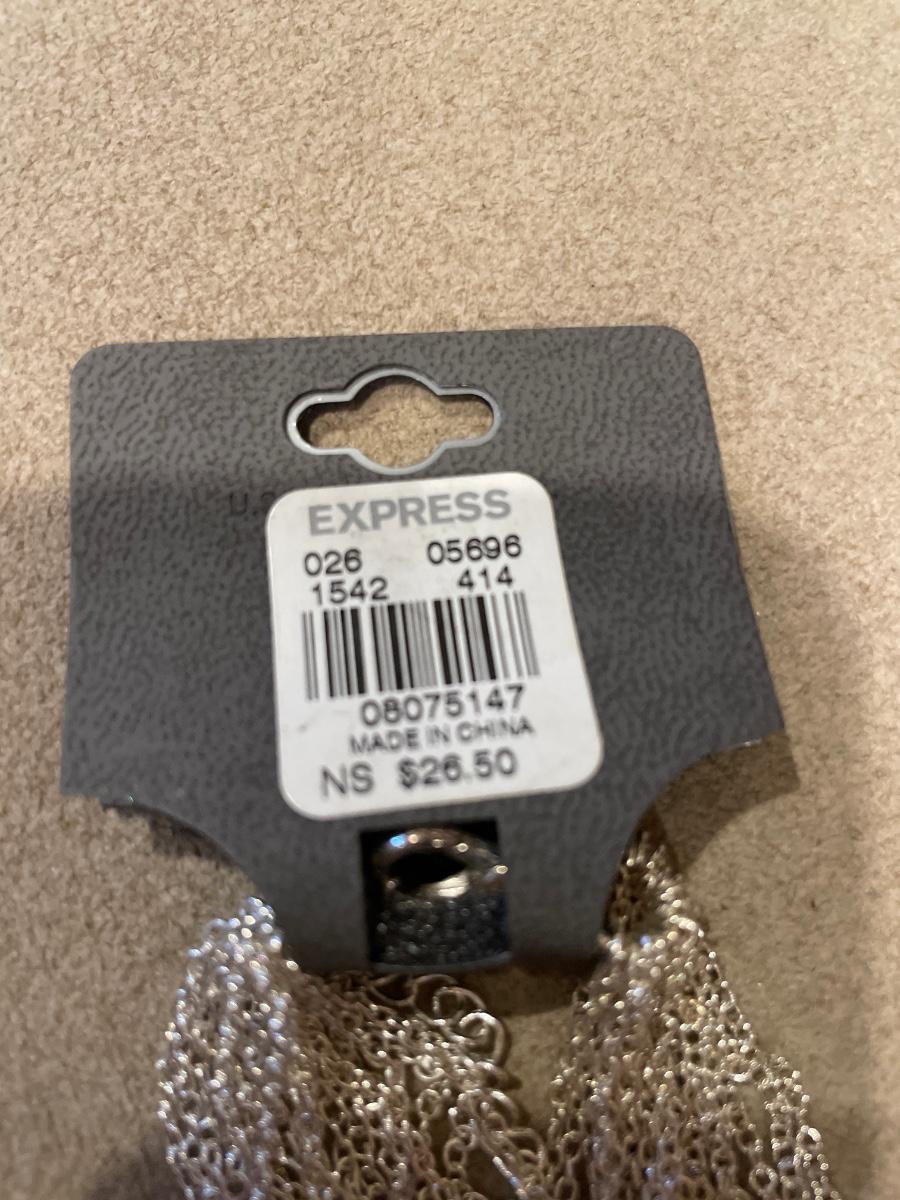 EXPRESS
026 05696
1542 414
08075147
MADE IN CHINA
NS $26.50